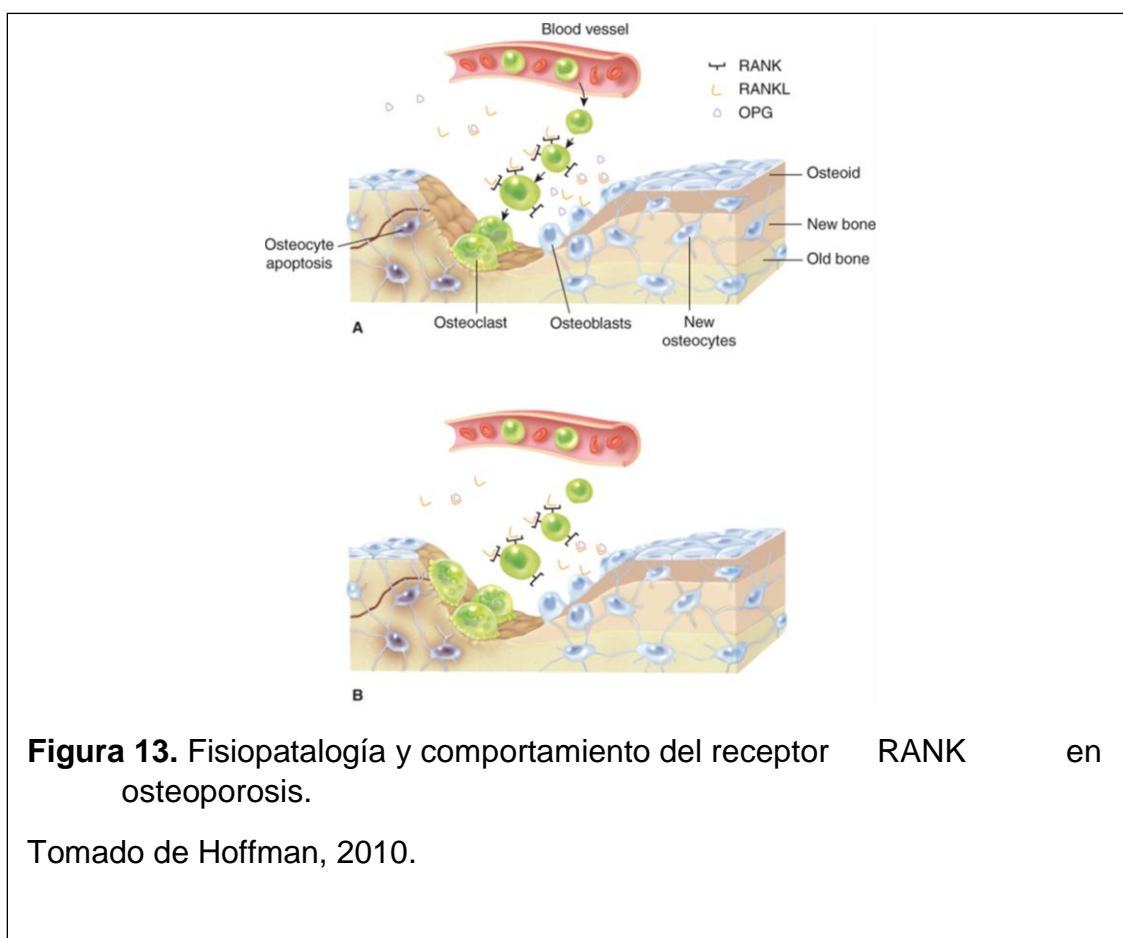 Blood vessel
RANK
RANKL
OPG
Osteoid
New bone
Old bone
Osteocyte
apoptosis
A
Osteoclast
Osteoblasts
New
osteocytes
B
Figura 13. Fisiopatalogía y comportamiento del receptor RANK en
osteoporosis.
Tomado de Hoffman, 2010.